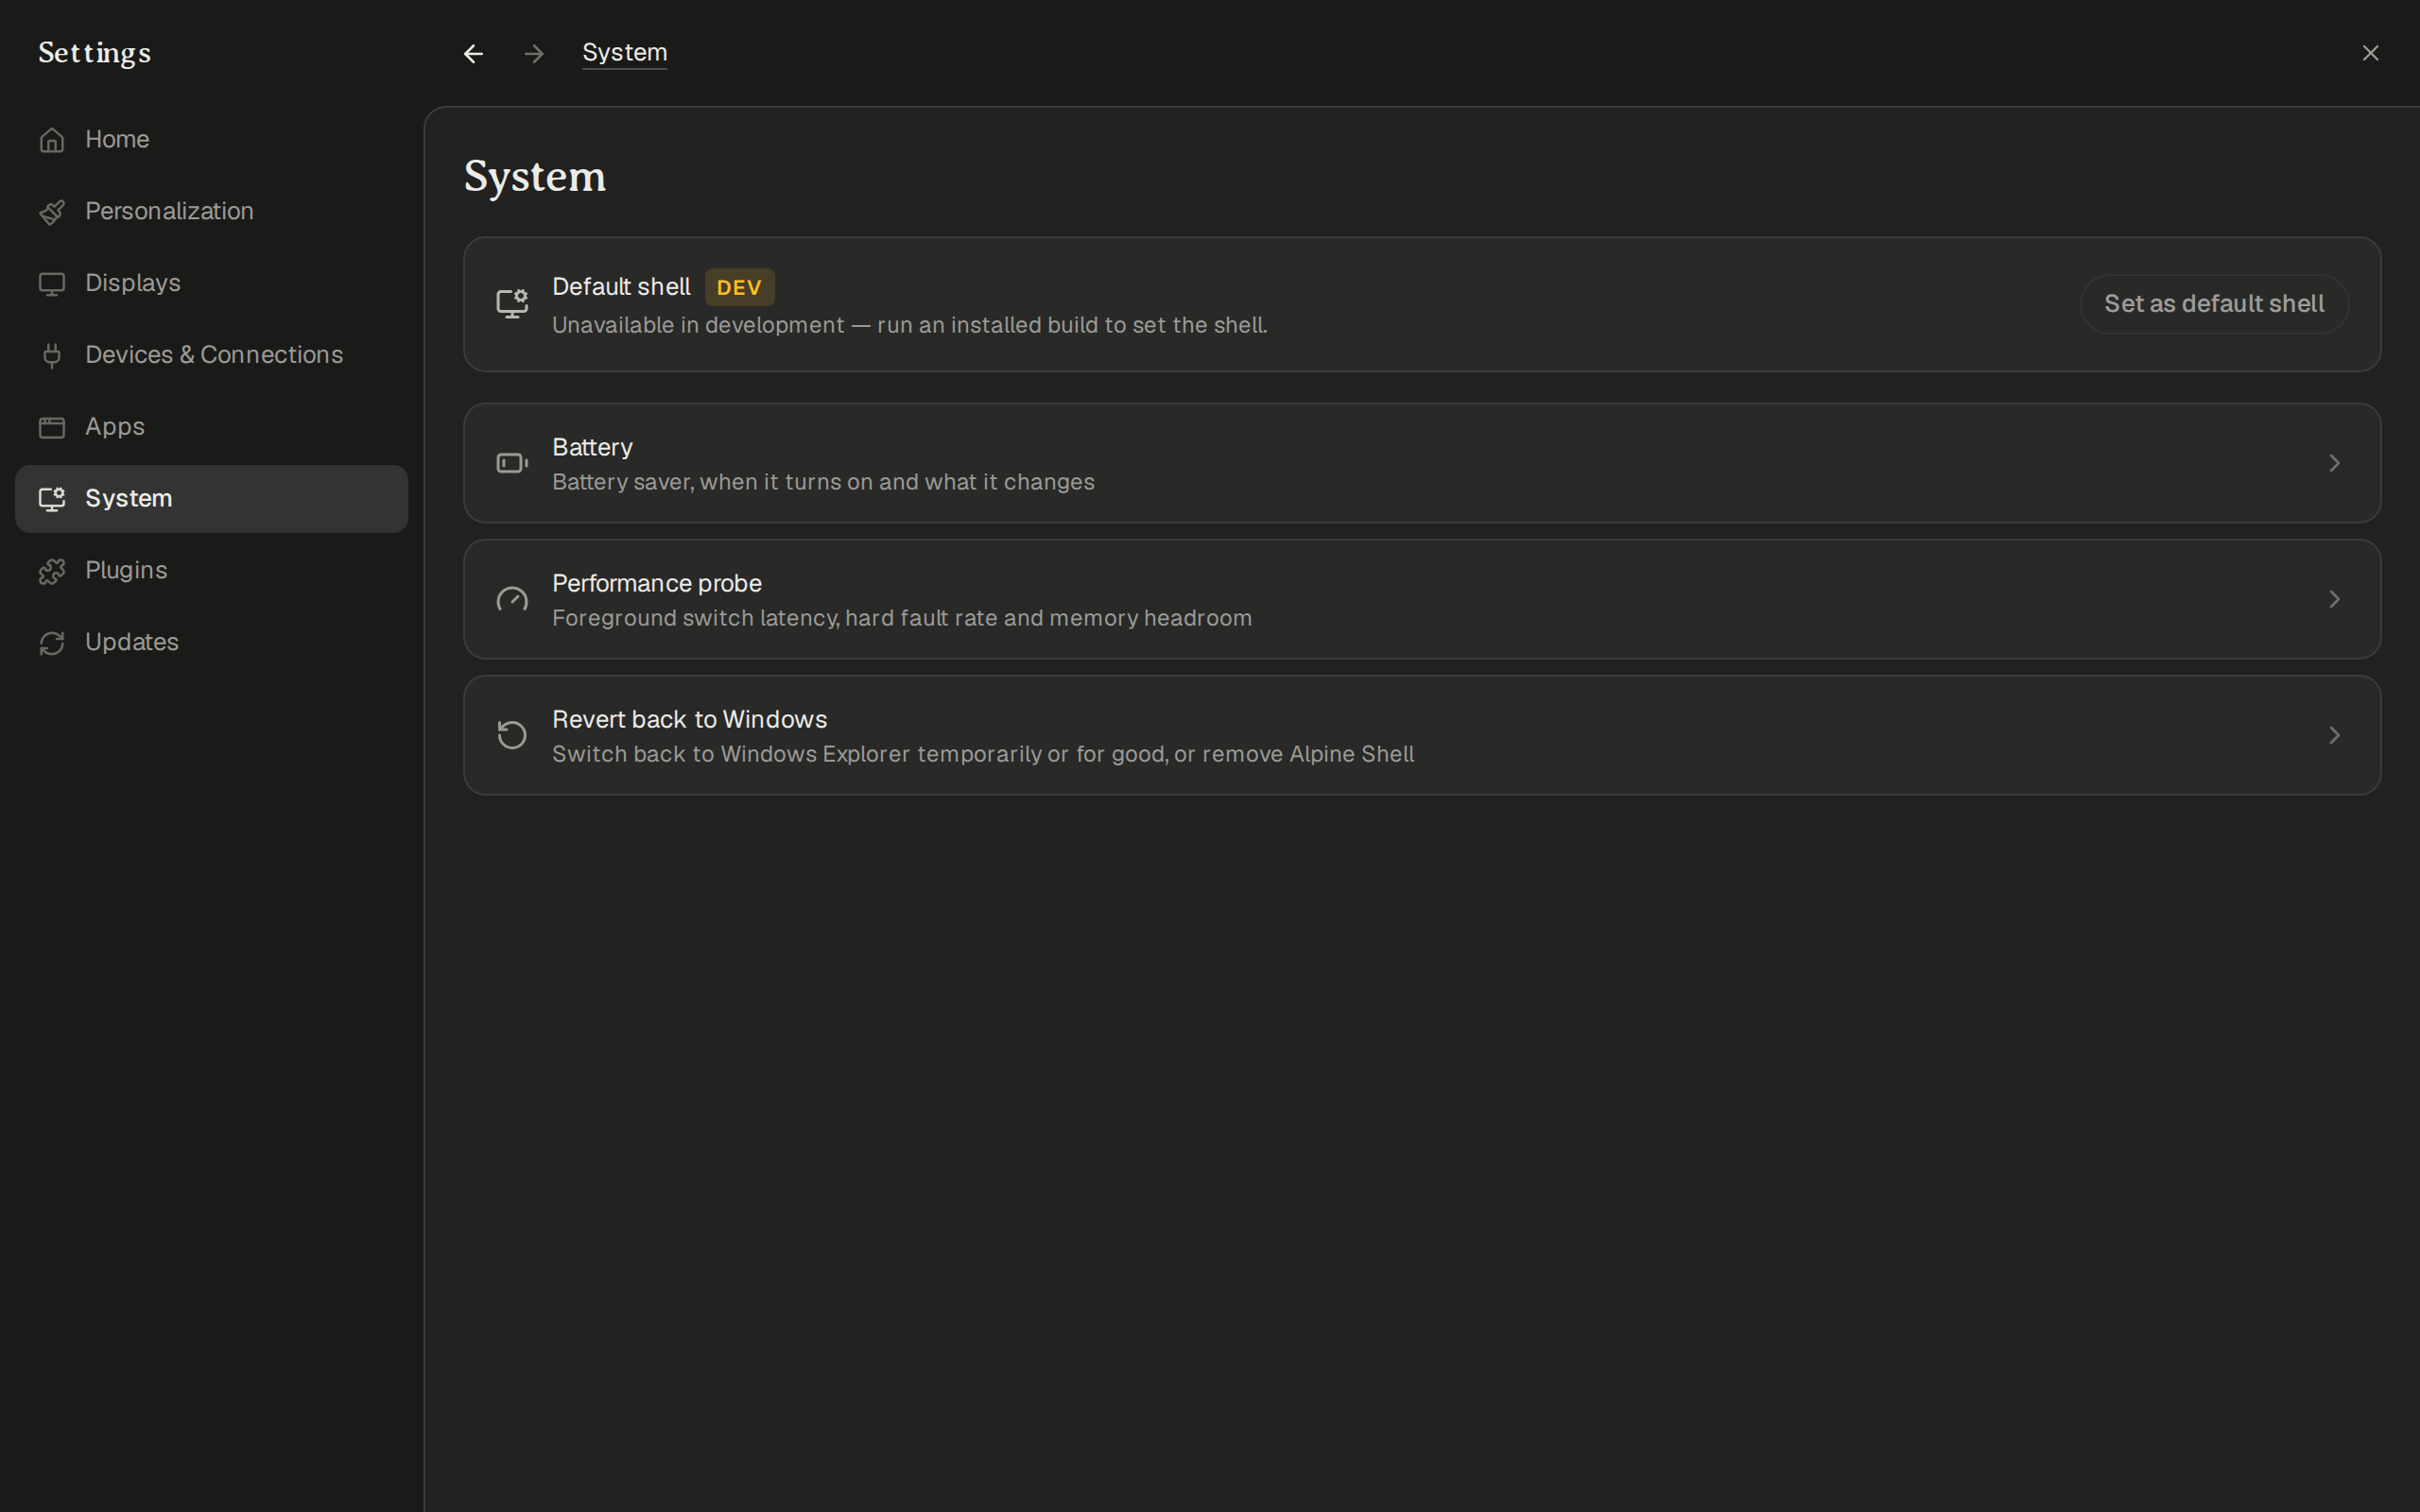 Settings
System
Home
Personalization
Displays
Devices & Connections
Apps
System
Plugins
Updates
System
Default shell DEV
Unavailable in development — run an installed build to set the shell.
Set as default shell
Battery
Battery saver, when it turns on and what it changes
Performance probe
Foreground switch latency, hard fault rate and memory headroom
Revert back to Windows
Switch back to Windows Explorer temporarily or for good, or remove Alpine Shell